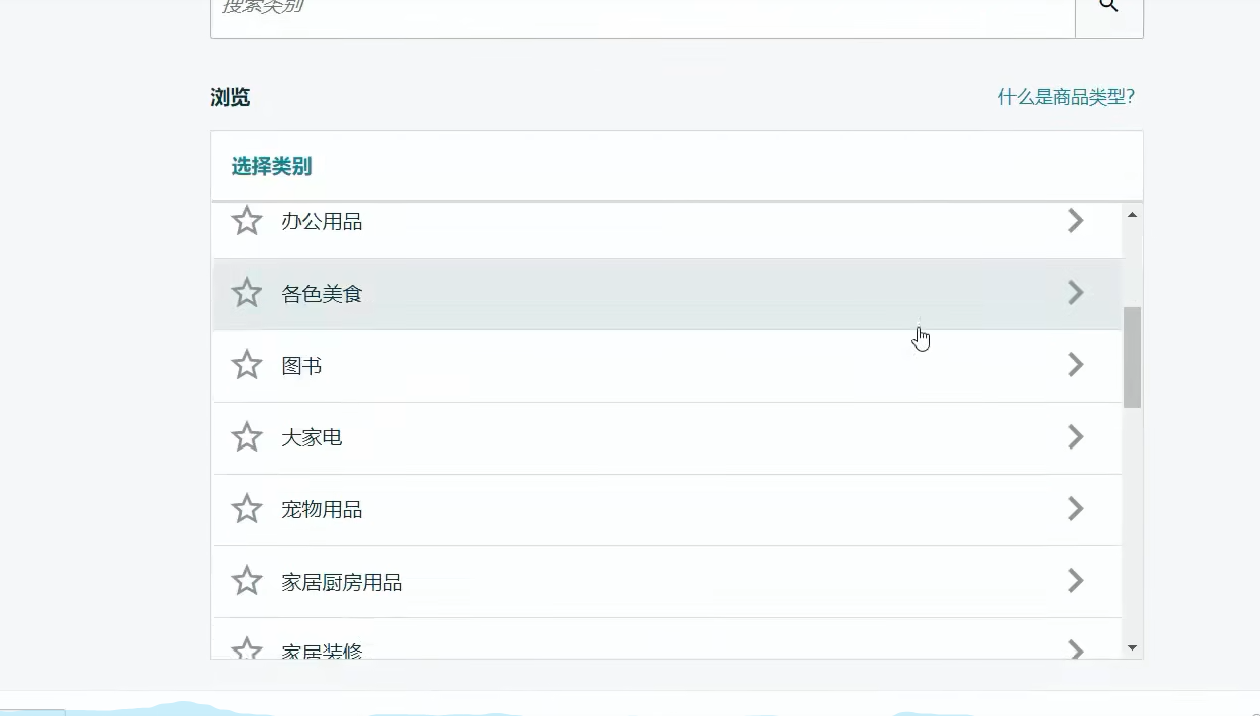 搜索类别
浏览
什么是商品类型?
选择类别
办公用品
各色美食
图书
大家电
宠物用品
家居厨房用品
家居装修